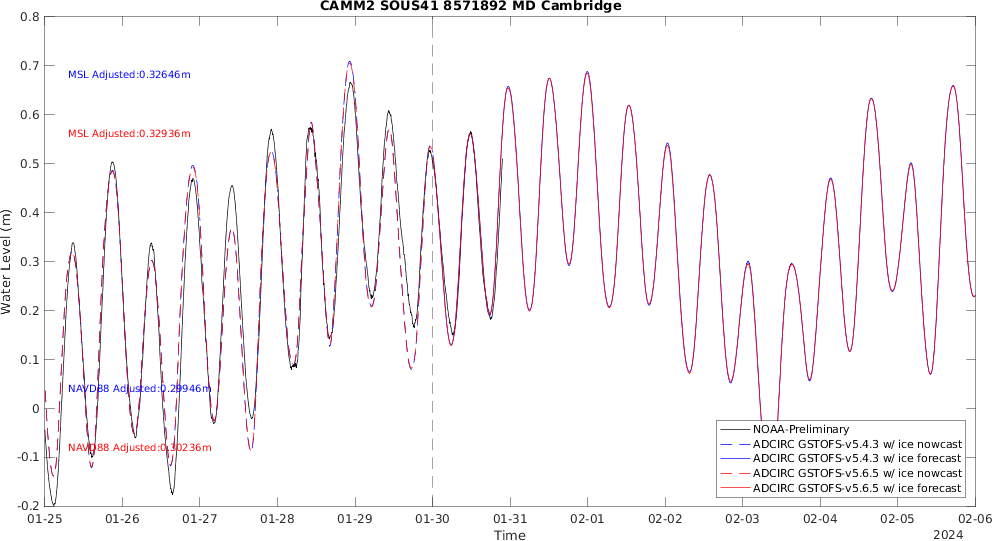 CAMM2 SOUS41 8571892 MD Cambridge
0.8
0.7
0.6
0.5
0.4
0.3
0.2
0.1
0
-0.1
-0.2
Water Level (m)
MSL Adjusted:0.32646m
MSL Adjusted:0.32936m
NAVD88 Adjusted:0.29946m
NAVD88 Adjusted:0.30236m
NOAA-Preliminary
ADCIRC GSTOFS-v5.4.3 w/ ice nowcast
ADCIRC GSTOFS-v5.4.3 w/ ice forecast
ADCIRC GSTOFS-v5.6.5 w/ ice nowcast
ADCIRC GSTOFS-v5.6.5 w/ ice forecast
01-25 01-26 01-27 01-28 01-29 01-30 01-31 02-01 02-02 02-03 02-04 02-05 02-06
Time
2024